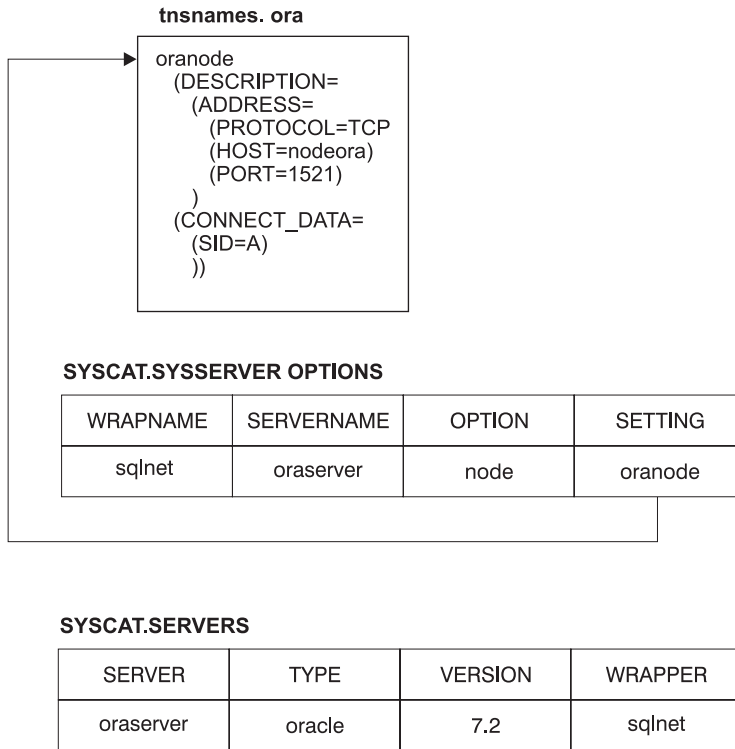 tnsnames. ora
oranode
(DESCRIPTION=
(ADDRESS=
(PROTOCOL=TCP
(HOST=nodeora)
(PORT=1521)
)
(CONNECT_DATA=
(SID=A)
))
SYSCAT.SYSSERVER OPTIONS
WRAPNAME SERVERNAME OPTION SETTING
sqlnet oraserver node oranode
SYSCAT.SERVERS
SERVER TYPE VERSION WRAPPER
oraserver oracle 7.2 sqlnet